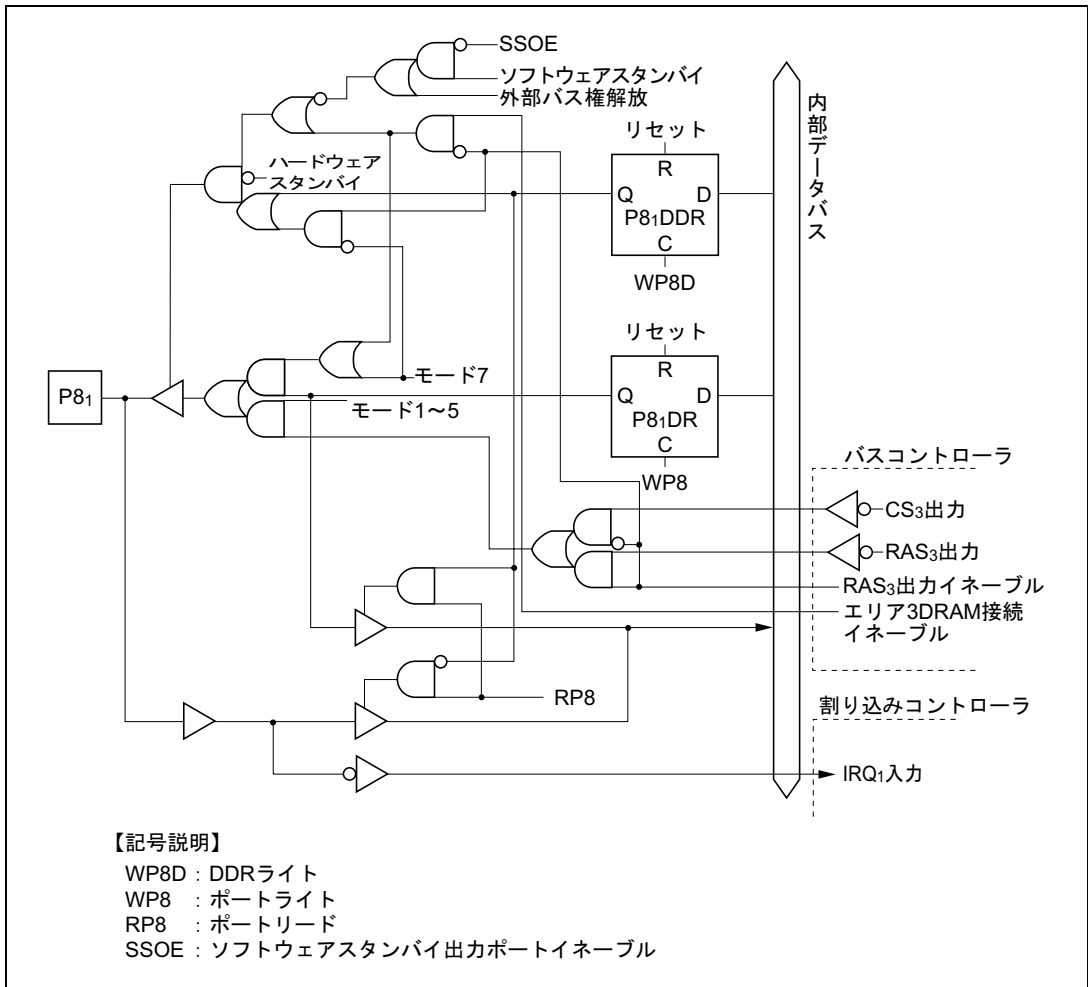 SSOE
ソフトウェアスタンバイ
外部バス権解放
ハードウェア
スタンバイ
リセット
R
Q
D
P8₁DDR
C
WP8D
内部データバス
リセット
R
Q
D
P8₁DR
C
WP8
モード7
モード1～5
P8₁
バスコントローラ
CS₃出力
RAS₃出力
RAS₃出力イネーブル
エリア3DRAM接続
イネーブル
RP8
割り込みコントローラ
IRQ₁入力
【記号説明】
WP8D : DDRライト
WP8 : ポートライト
RP8 : ポートリード
SSOE : ソフトウェアスタンバイ出力ポートイネーブル